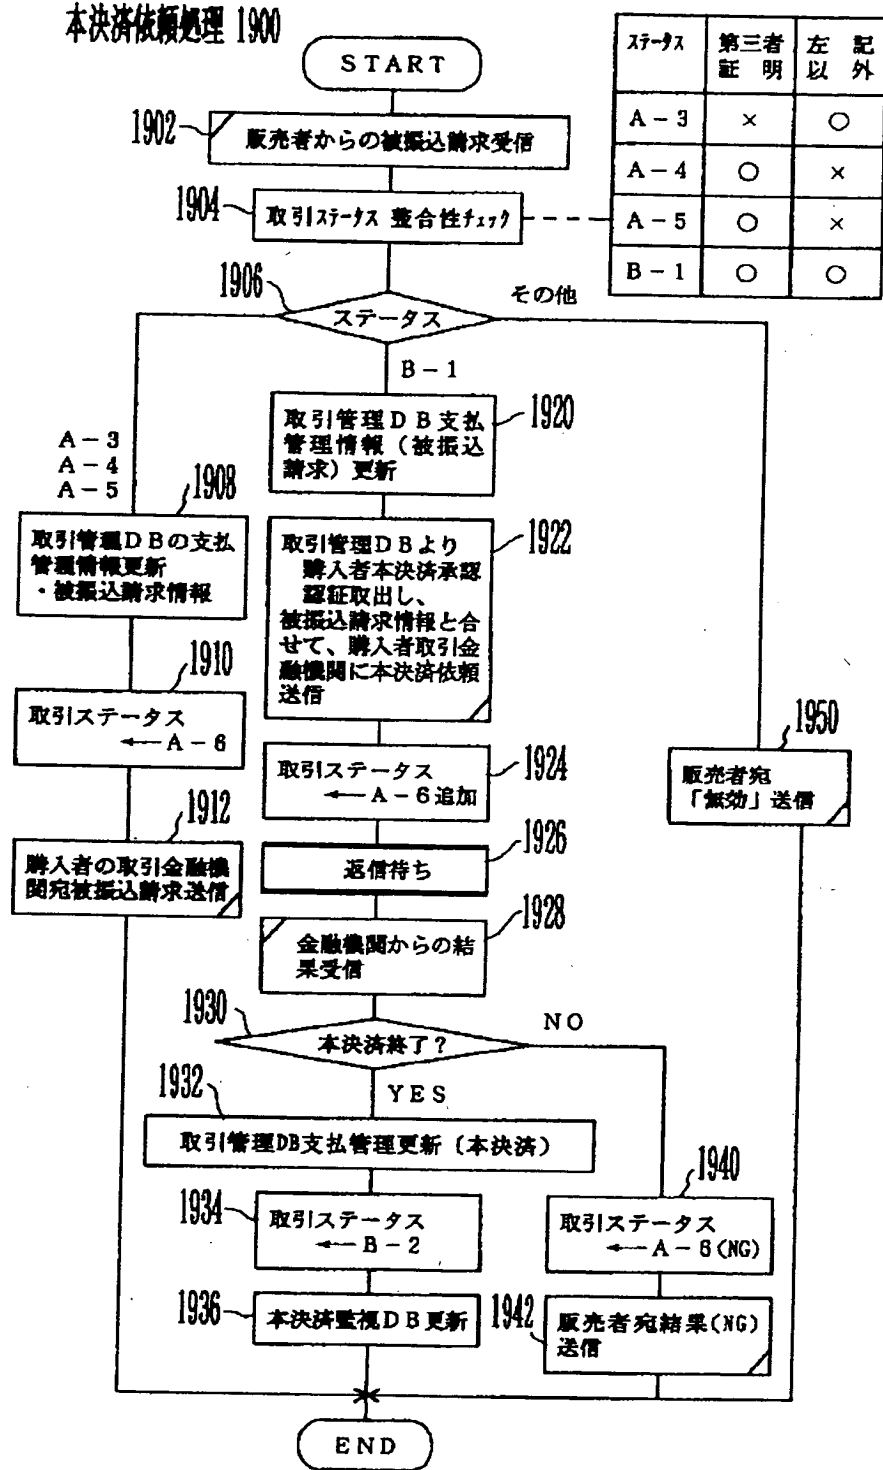 本決済依頼処理 1900
START
ステータス 第三者証明 左記以外
A-3 × ○
A-4 ○ ×
A-5 ○ ×
B-1 ○ ○
1902
販売者からの被振込請求受信
1904
取引ステータス 整合性チェック
1906
ステータス
その他
B-1
A-3
A-4
A-5
1908
取引管理DBの支払
管理情報更新
・被振込請求情報
1910
取引ステータス
←A-6
1912
購入者の取引金融機
関宛被振込請求送信
1920
取引管理DB支払
管理情報(被振込
請求)更新
1922
取引管理DBより
購入者本決済承認
認証取出し、
被振込請求情報と合
せて、購入者取引金
融機関に本決済依頼
送信
1924
取引ステータス
←A-6追加
1926
返信待ち
1928
金融機関からの結
果受信
1930
本決済終了?
NO
YES
1932
取引管理DB支払管理更新(本決済)
1934
取引ステータス
←B-2
1936
本決済監視DB更新
1940
取引ステータス
←A-6(NG)
1942
販売者宛結果(NG)
送信
1950
販売者宛
「無効」送信
END